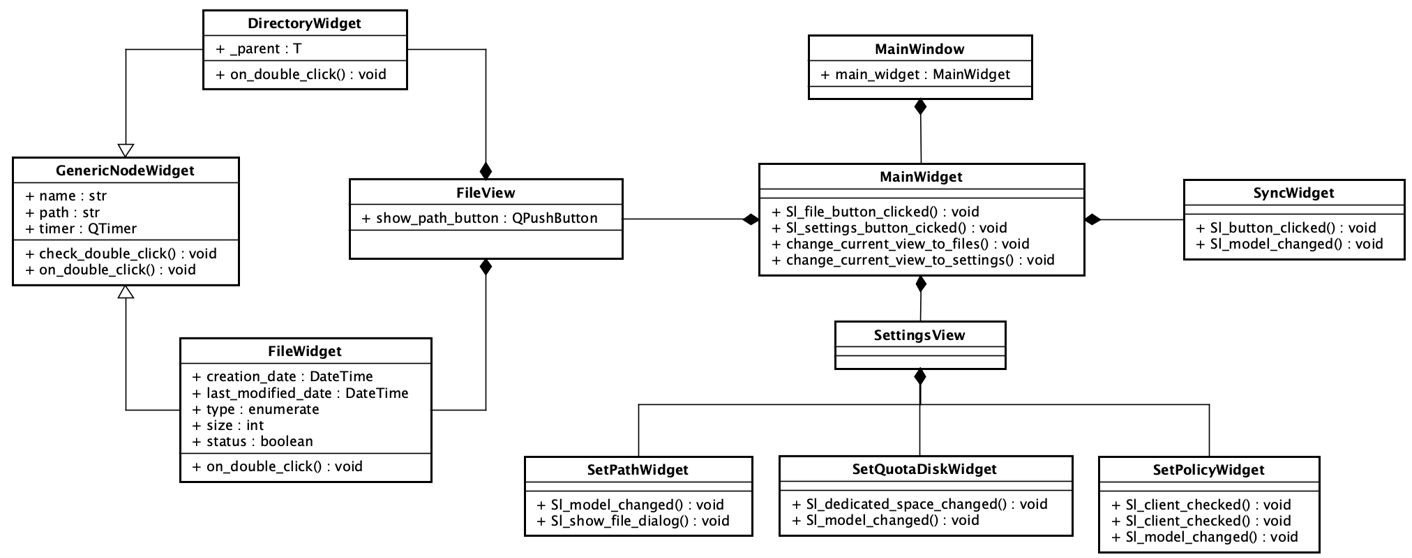 DirectoryWidget
+ _parent : T
+ on_double_click() : void
MainWindow
+ main_widget : MainWidget
GenericNodeWidget
+ name : str
+ path : str
+ timer : QTimer
+ check_double_click() : void
+ on_double_click() : void
FileView
+ show_path_button : QPushButton
MainWidget
+ Sl_file_button_clicked() : void
+ Sl_settings_button_cicked() : void
+ change_current_view_to_files() : void
+ change_current_view_to_settings() : void
SyncWidget
+ Sl_button_clicked() : void
+ Sl_model_changed() : void
FileWidget
+ creation_date : DateTime
+ last_modified_date : DateTime
+ type : enumerate
+ size : int
+ status : boolean
+ on_double_click() : void
SettingsView
SetPathWidget
+ Sl_model_changed() : void
+ Sl_show_file_dialog() : void
SetQuotaDiskWidget
+ Sl_dedicated_space_changed() : void
+ Sl_model_changed() : void
SetPolicyWidget
+ Sl_client_checked() : void
+ Sl_client_checked() : void
+ Sl_model_changed() : void